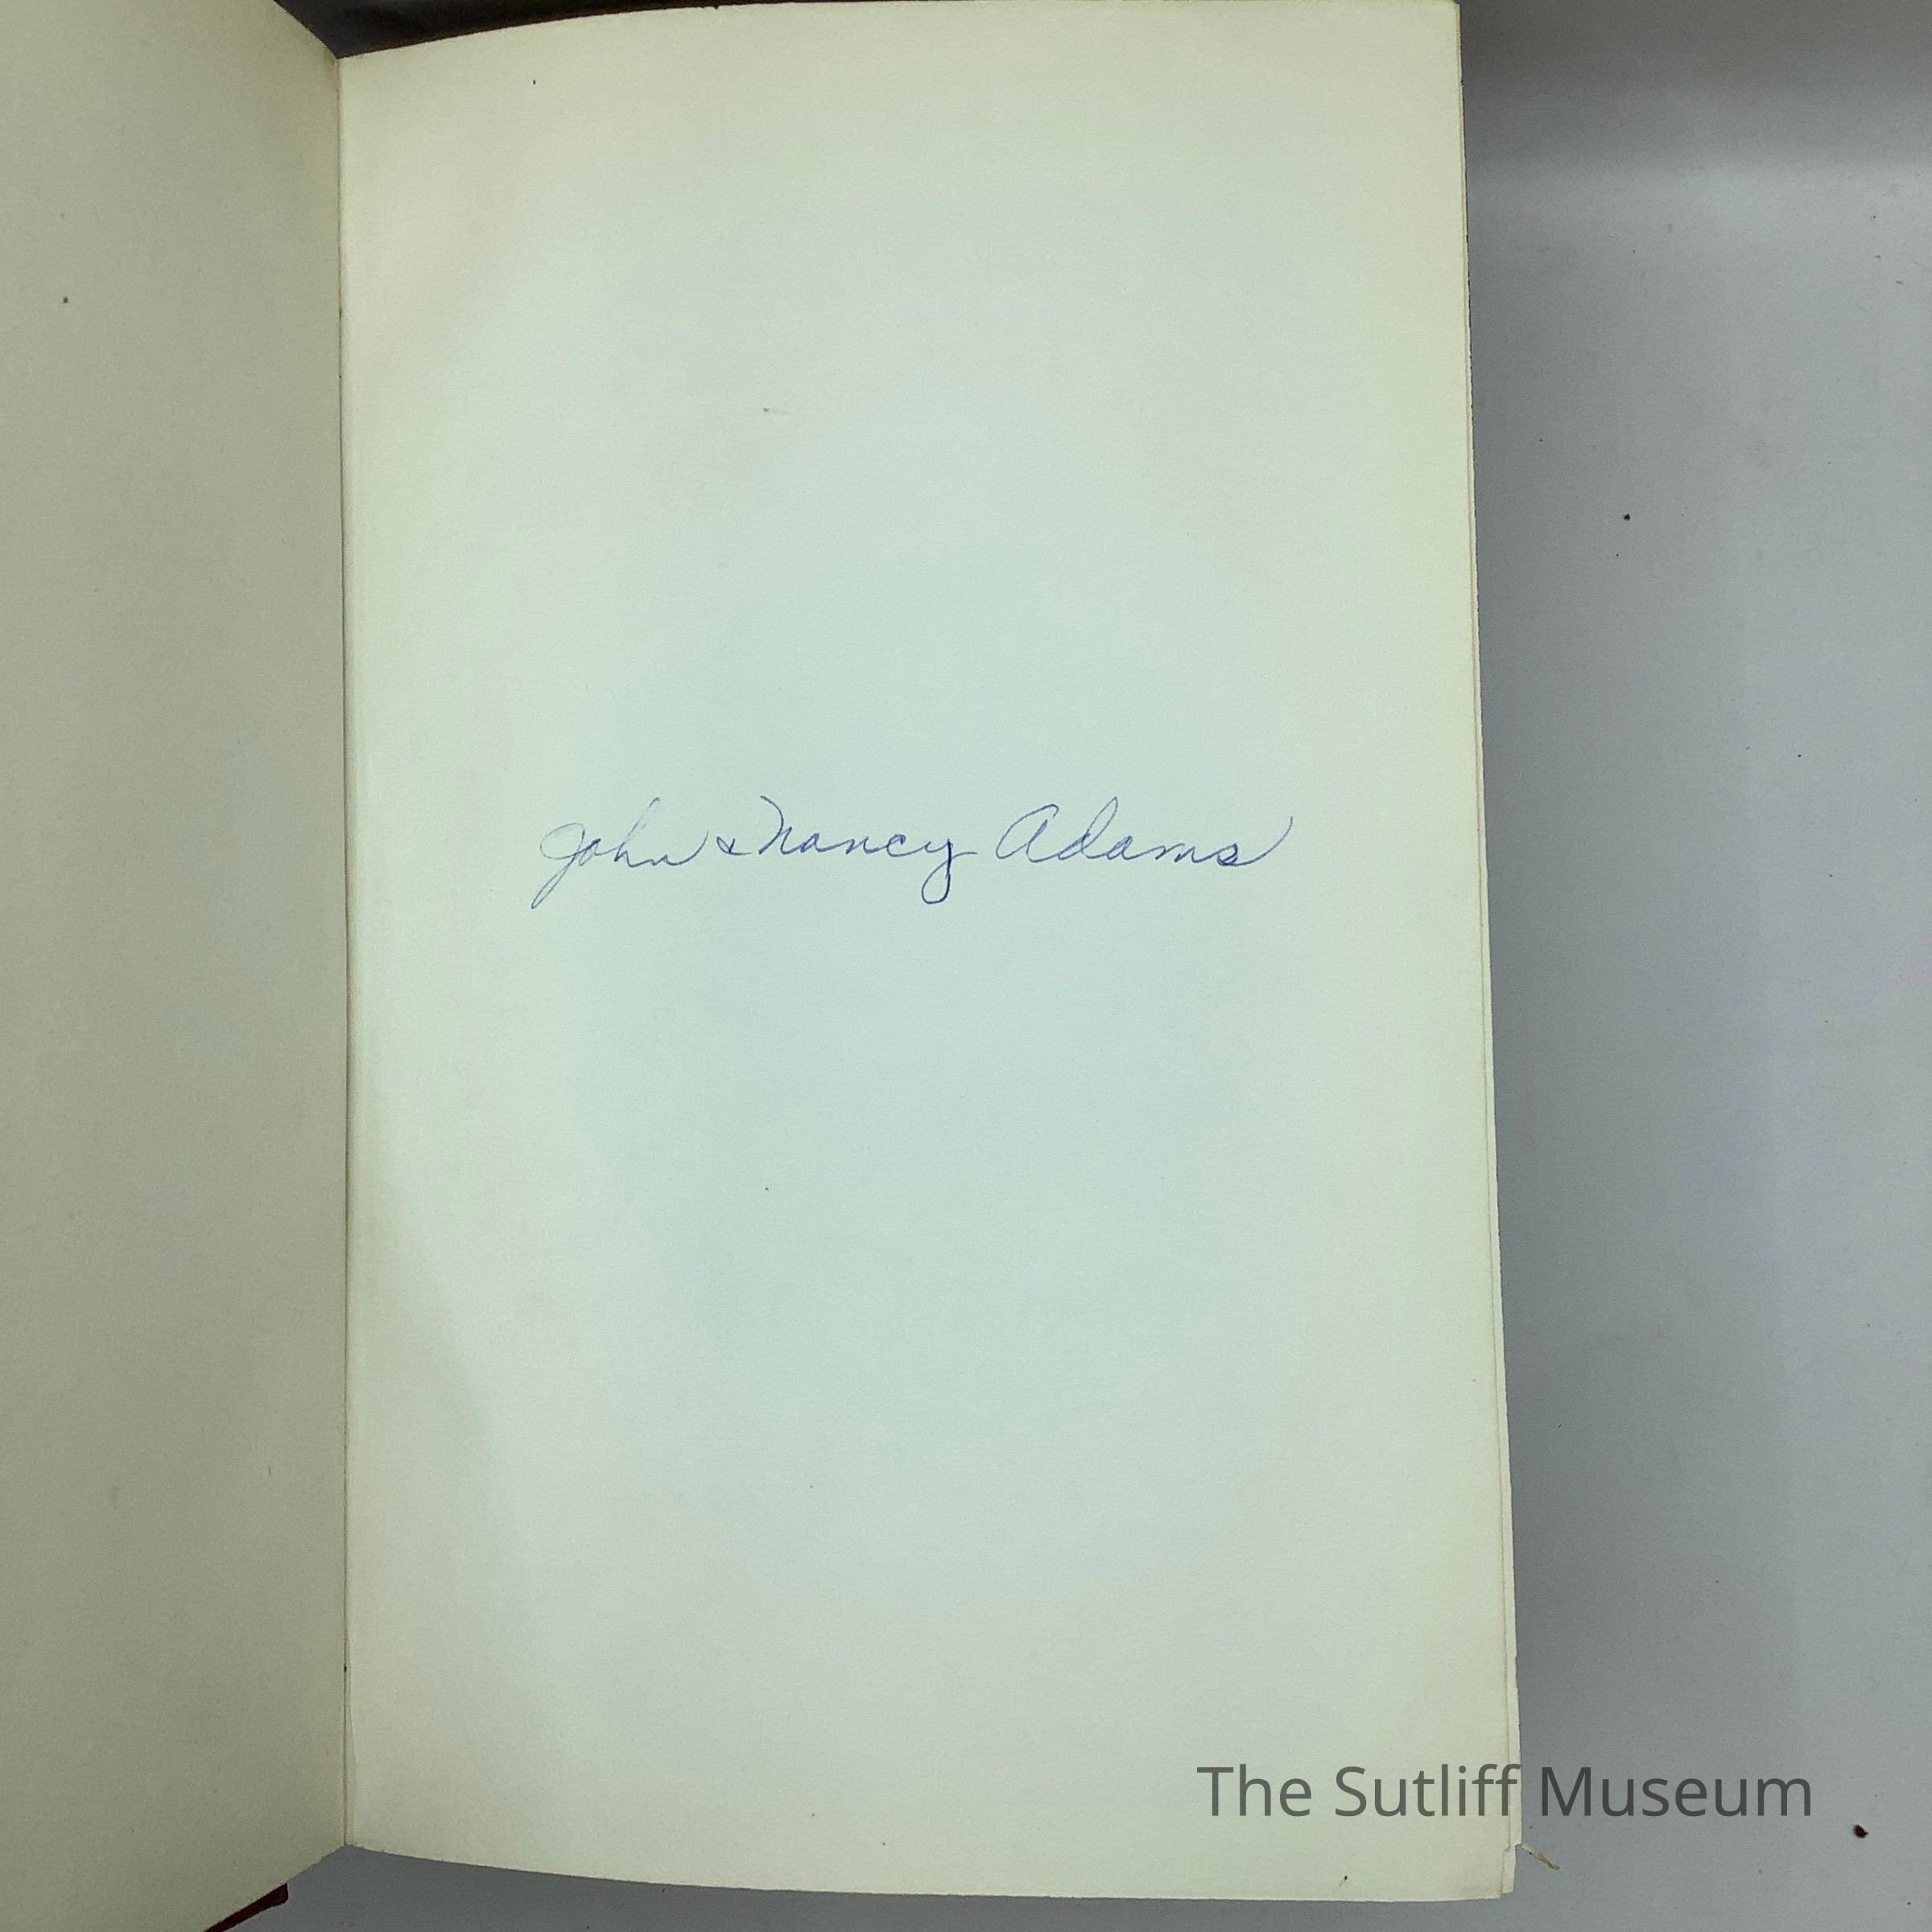 John & Nancy Adams
The Sutliff Museum